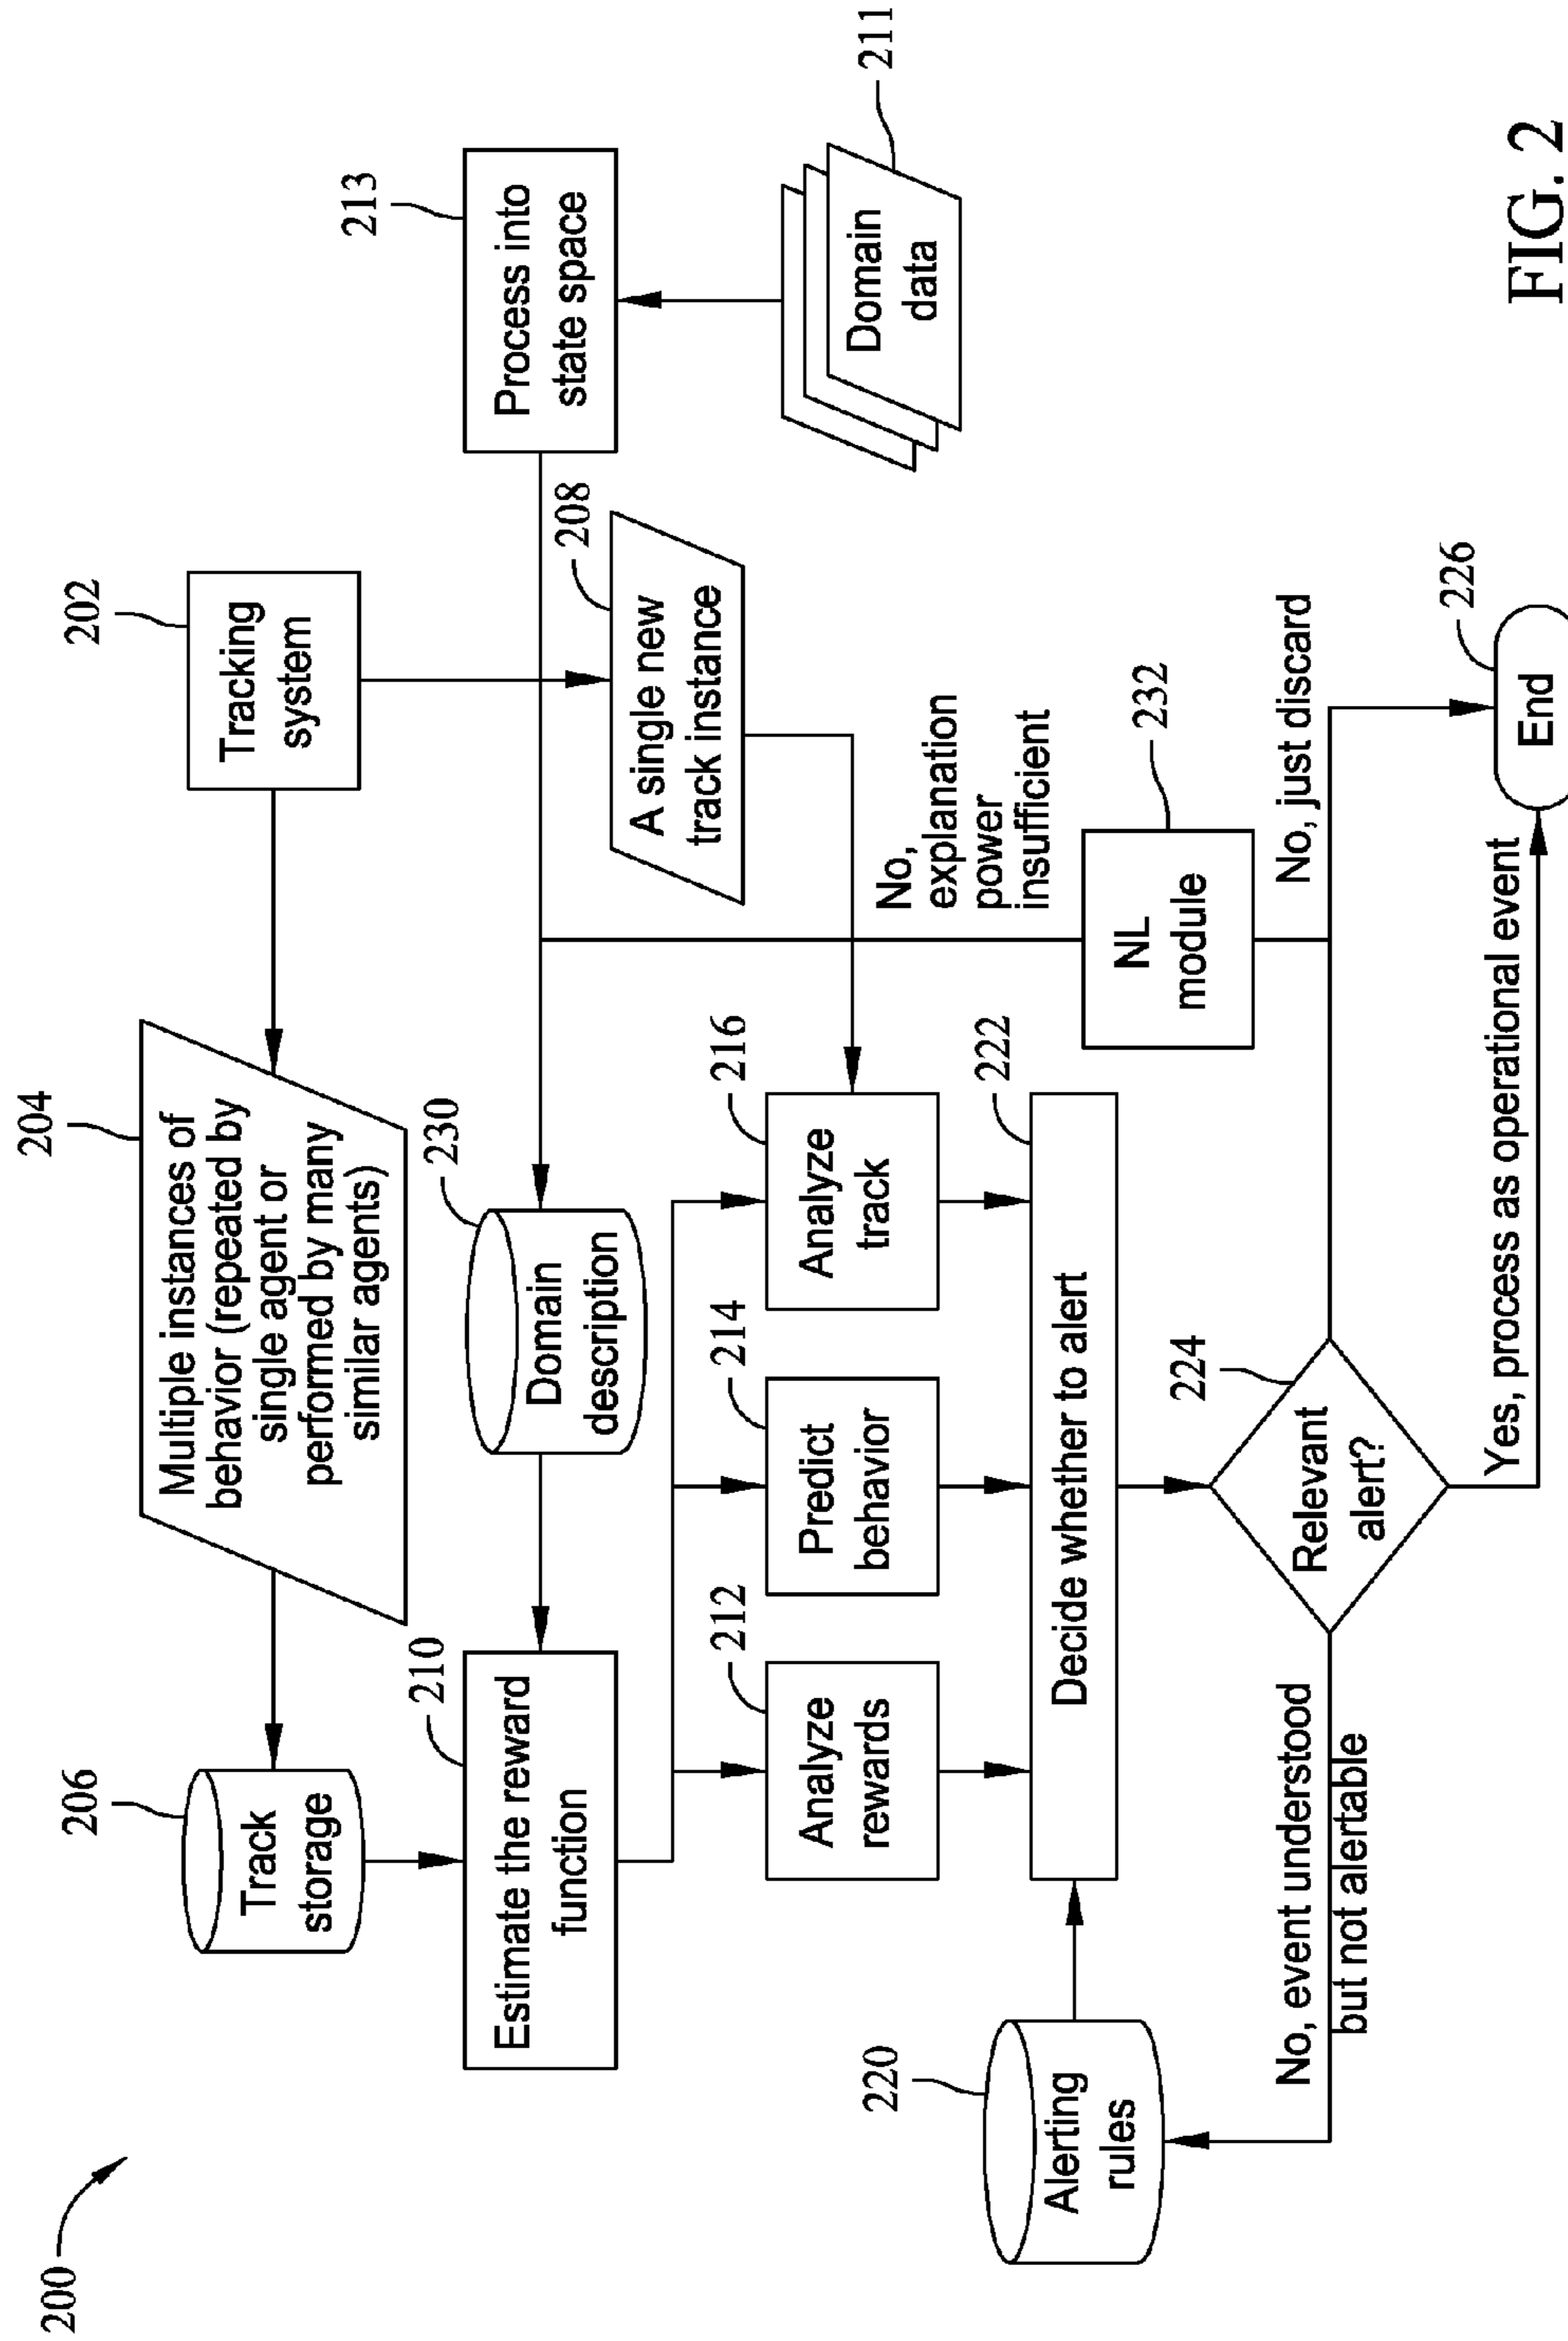 200
206
Track
storage
204
Multiple instances of
behavior (repeated by
single agent or
performed by many
similar agents)
202
Tracking
system
210
Estimate the reward
function
230
Domain
description
213
Process into
state space
208
A single new
track instance
211
Domain
data
212
Analyze
rewards
214
Predict
behavior
216
Analyze
track
No,
explanation
power
insufficient
220
Alerting
rules
222
Decide whether to alert
232
NL
module
224
Relevant
alert?
No, event understood
but not alertable
No, just discard
Yes, process as operational event
226
End
FIG. 2